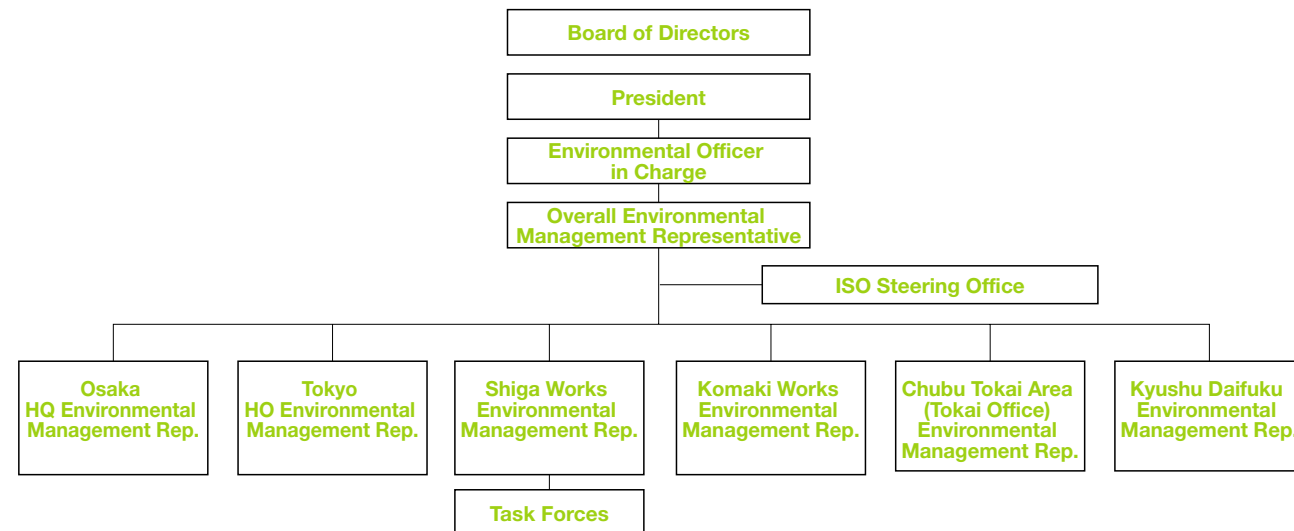 Board of Directors
President
Environmental Officer
in Charge
Overall Environmental
Management Representative
ISO Steering Office
Osaka
HQ Environmental
Management Rep.
Tokyo
HO Environmental
Management Rep.
Shiga Works
Environmental
Management Rep.
Komaki Works
Environmental
Management Rep.
Chubu Tokai Area
(Tokai Office)
Environmental
Management Rep.
Kyushu Daifuku
Environmental
Management Rep.
Task Forces